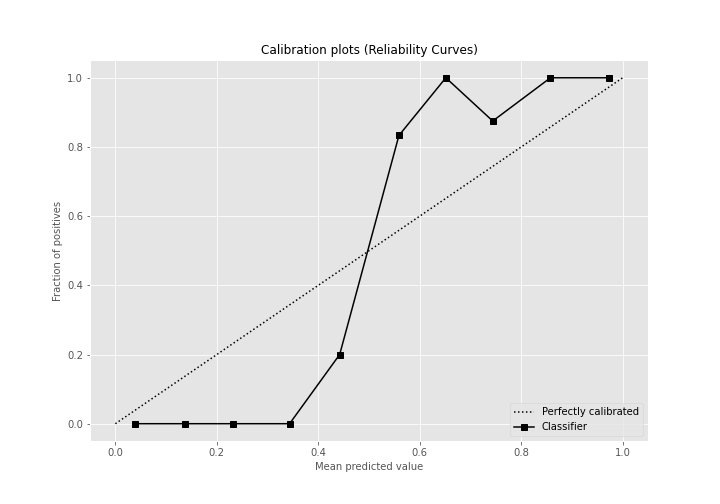 Calibration plots (Reliability Curves)
1.0
0.8
0.6
0.4
0.2
0.0
Fraction of positives
0.0 0.2 0.4 0.6 0.8 1.0
Mean predicted value
Perfectly calibrated
Classifier